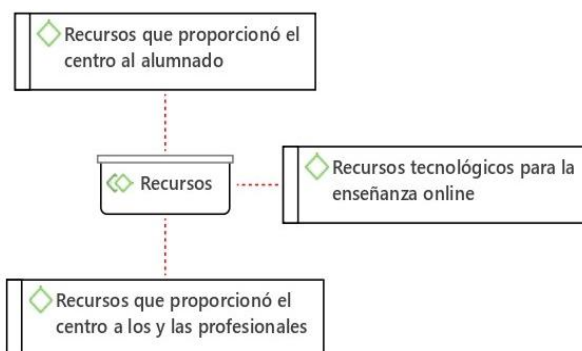 Recursos que proporcionó el
centro al alumnado
Recursos
Recursos tecnológicos para la
enseñanza online
Recursos que proporcionó el
centro a los y las profesionales